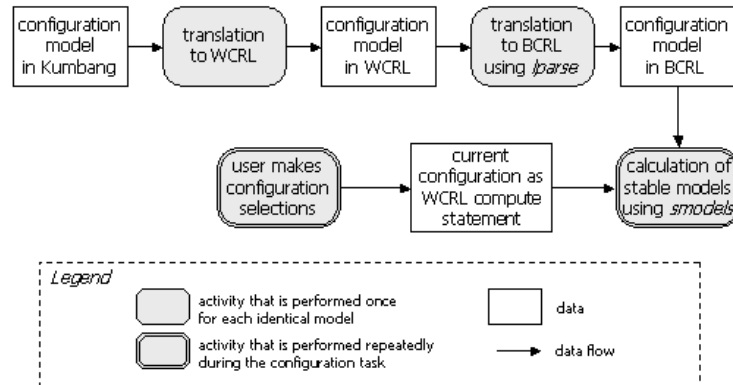 configuration
model
in Kumbang
translation
to WCRL
configuration
model
in WCRL
translation
to BCRL
using lparse
configuration
model
in BCRL
user makes
configuration
selections
current
configuration as
WCRL compute
statement
calculation of
stable models
using smodels
Legend
activity that is performed once
for each identical model
data
activity that is performed repeatedly
during the configuration task
data flow